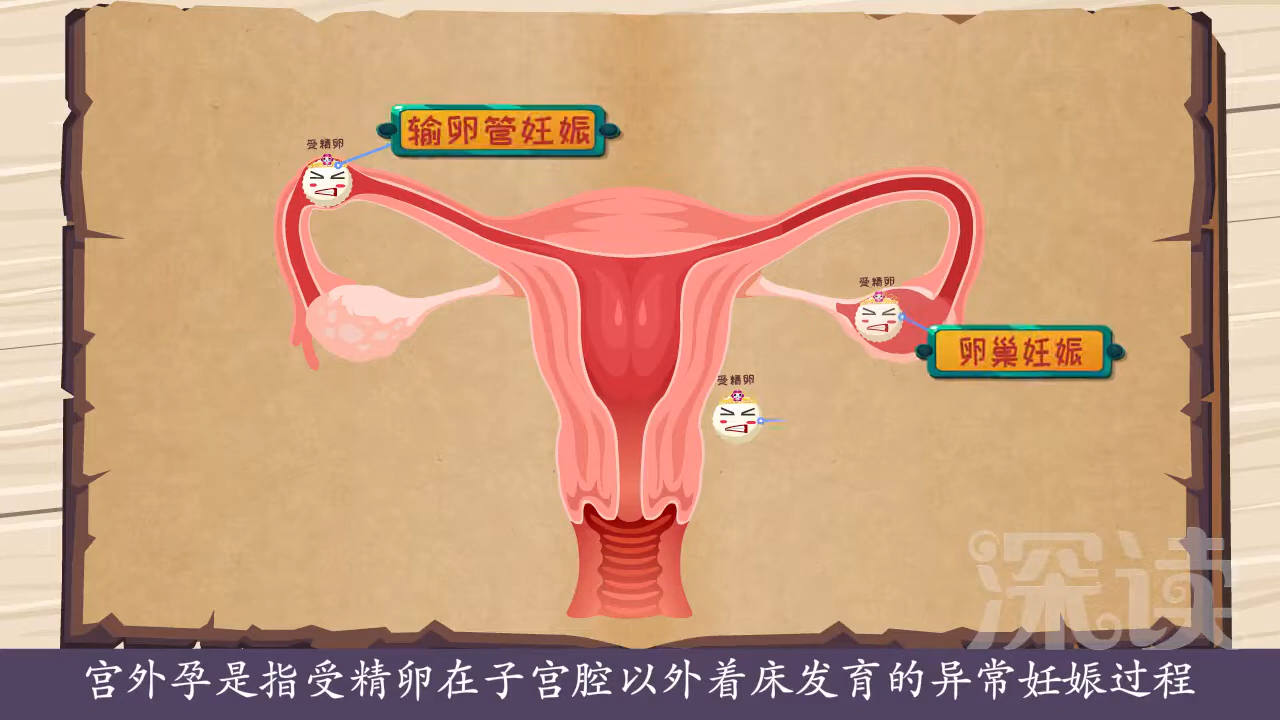 输卵管妊娠
受精卵
受精卵
卵巢妊娠
受精卵
深读
宫外孕是指受精卵在子宫腔以外着床发育的异常妊娠过程